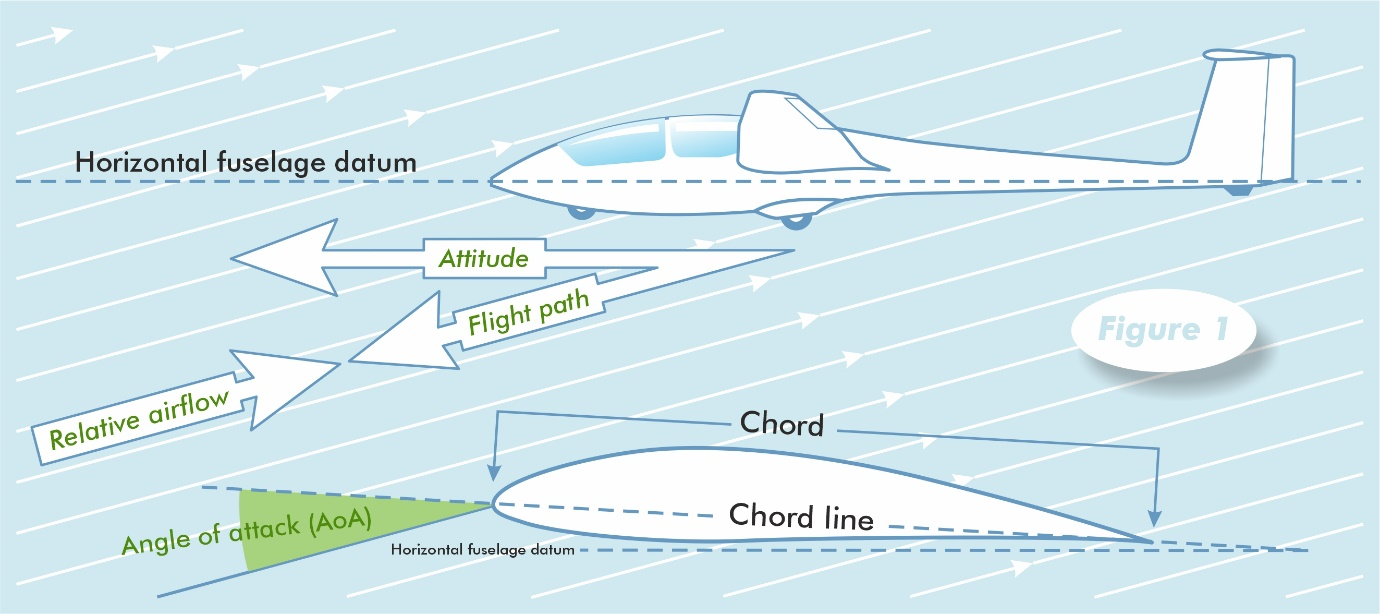 Horizontal fuselage datum
Attitude
Flight path
Figure 1
Relative airflow
Chord
Chord line
Angle of attack (AoA)
Horizontal fuselage datum